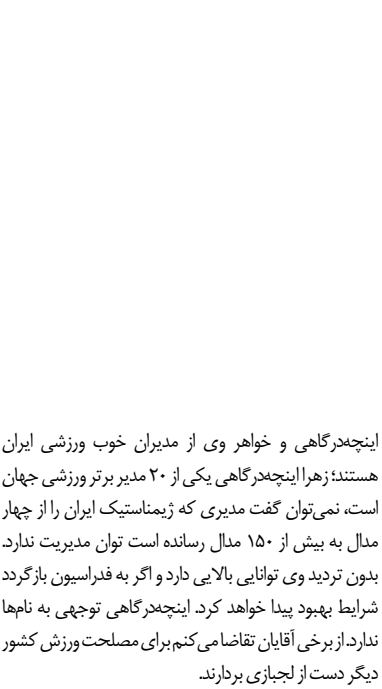 اینچه‌درگاهی و خواهر وی از مدیران خوب ورزشی ایران
هستند؛ زهرا اینچه‌درگاهی یکی از ۲۰ مدیر برتر ورزشی جهان
است، نمی‌توان گفت مدیری که ژیمناستیک ایران را از چهار
مدال به بیش از ۱۵۰ مدال رسانده است توان مدیریت ندارد.
بدون تردید وی توانایی بالایی دارد و اگر به فدراسیون بازگردد
شرایط بهبود پیدا خواهد کرد. اینچه‌درگاهی توجهی به نام‌ها
ندارد. از برخی آقایان تقاضا می‌کنم برای مصلحت ورزش کشور
دیگر دست از لجبازی بردارند.